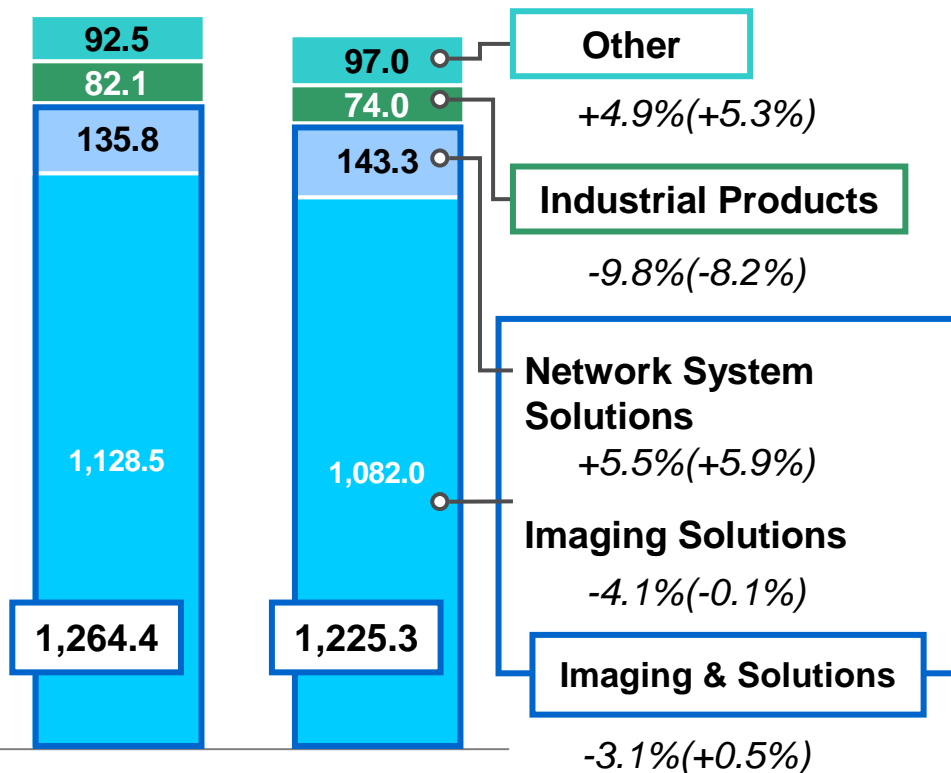 92.5
82.1
135.8
1,128.5
1,264.4
97.0
74.0
143.3
1,082.0
1,225.3
Other
+4.9%(+5.3%)
Industrial Products
-9.8%(-8.2%)
Network System
Solutions
+5.5%(+5.9%)
Imaging Solutions
-4.1%(-0.1%)
Imaging & Solutions
-3.1%(+0.5%)